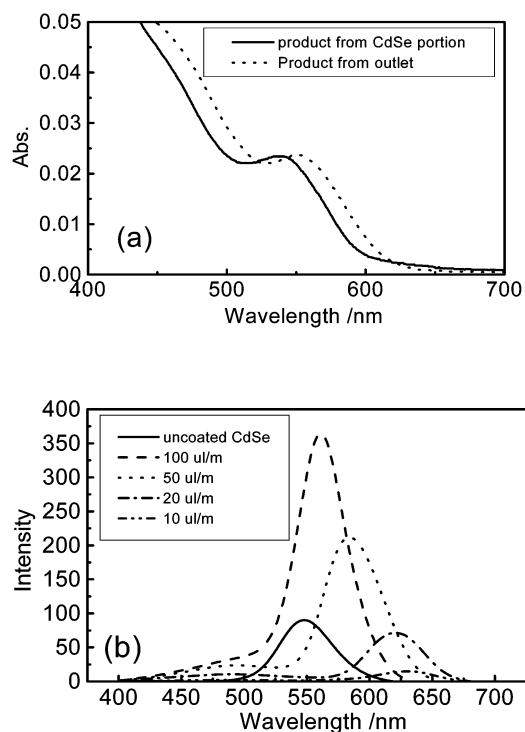 0.05
0.04
0.03
0.02
0.01
0.00
Abs.
product from CdSe portion
Product from outlet
(a)
400 500 600 700
Wavelength /nm
400
350
300
250
200
150
100
50
0
Intensity
uncoated CdSe
100 ul/m
50 ul/m
20 ul/m
10 ul/m
(b)
400 450 500 550 600 650 700
Wavelength /nm